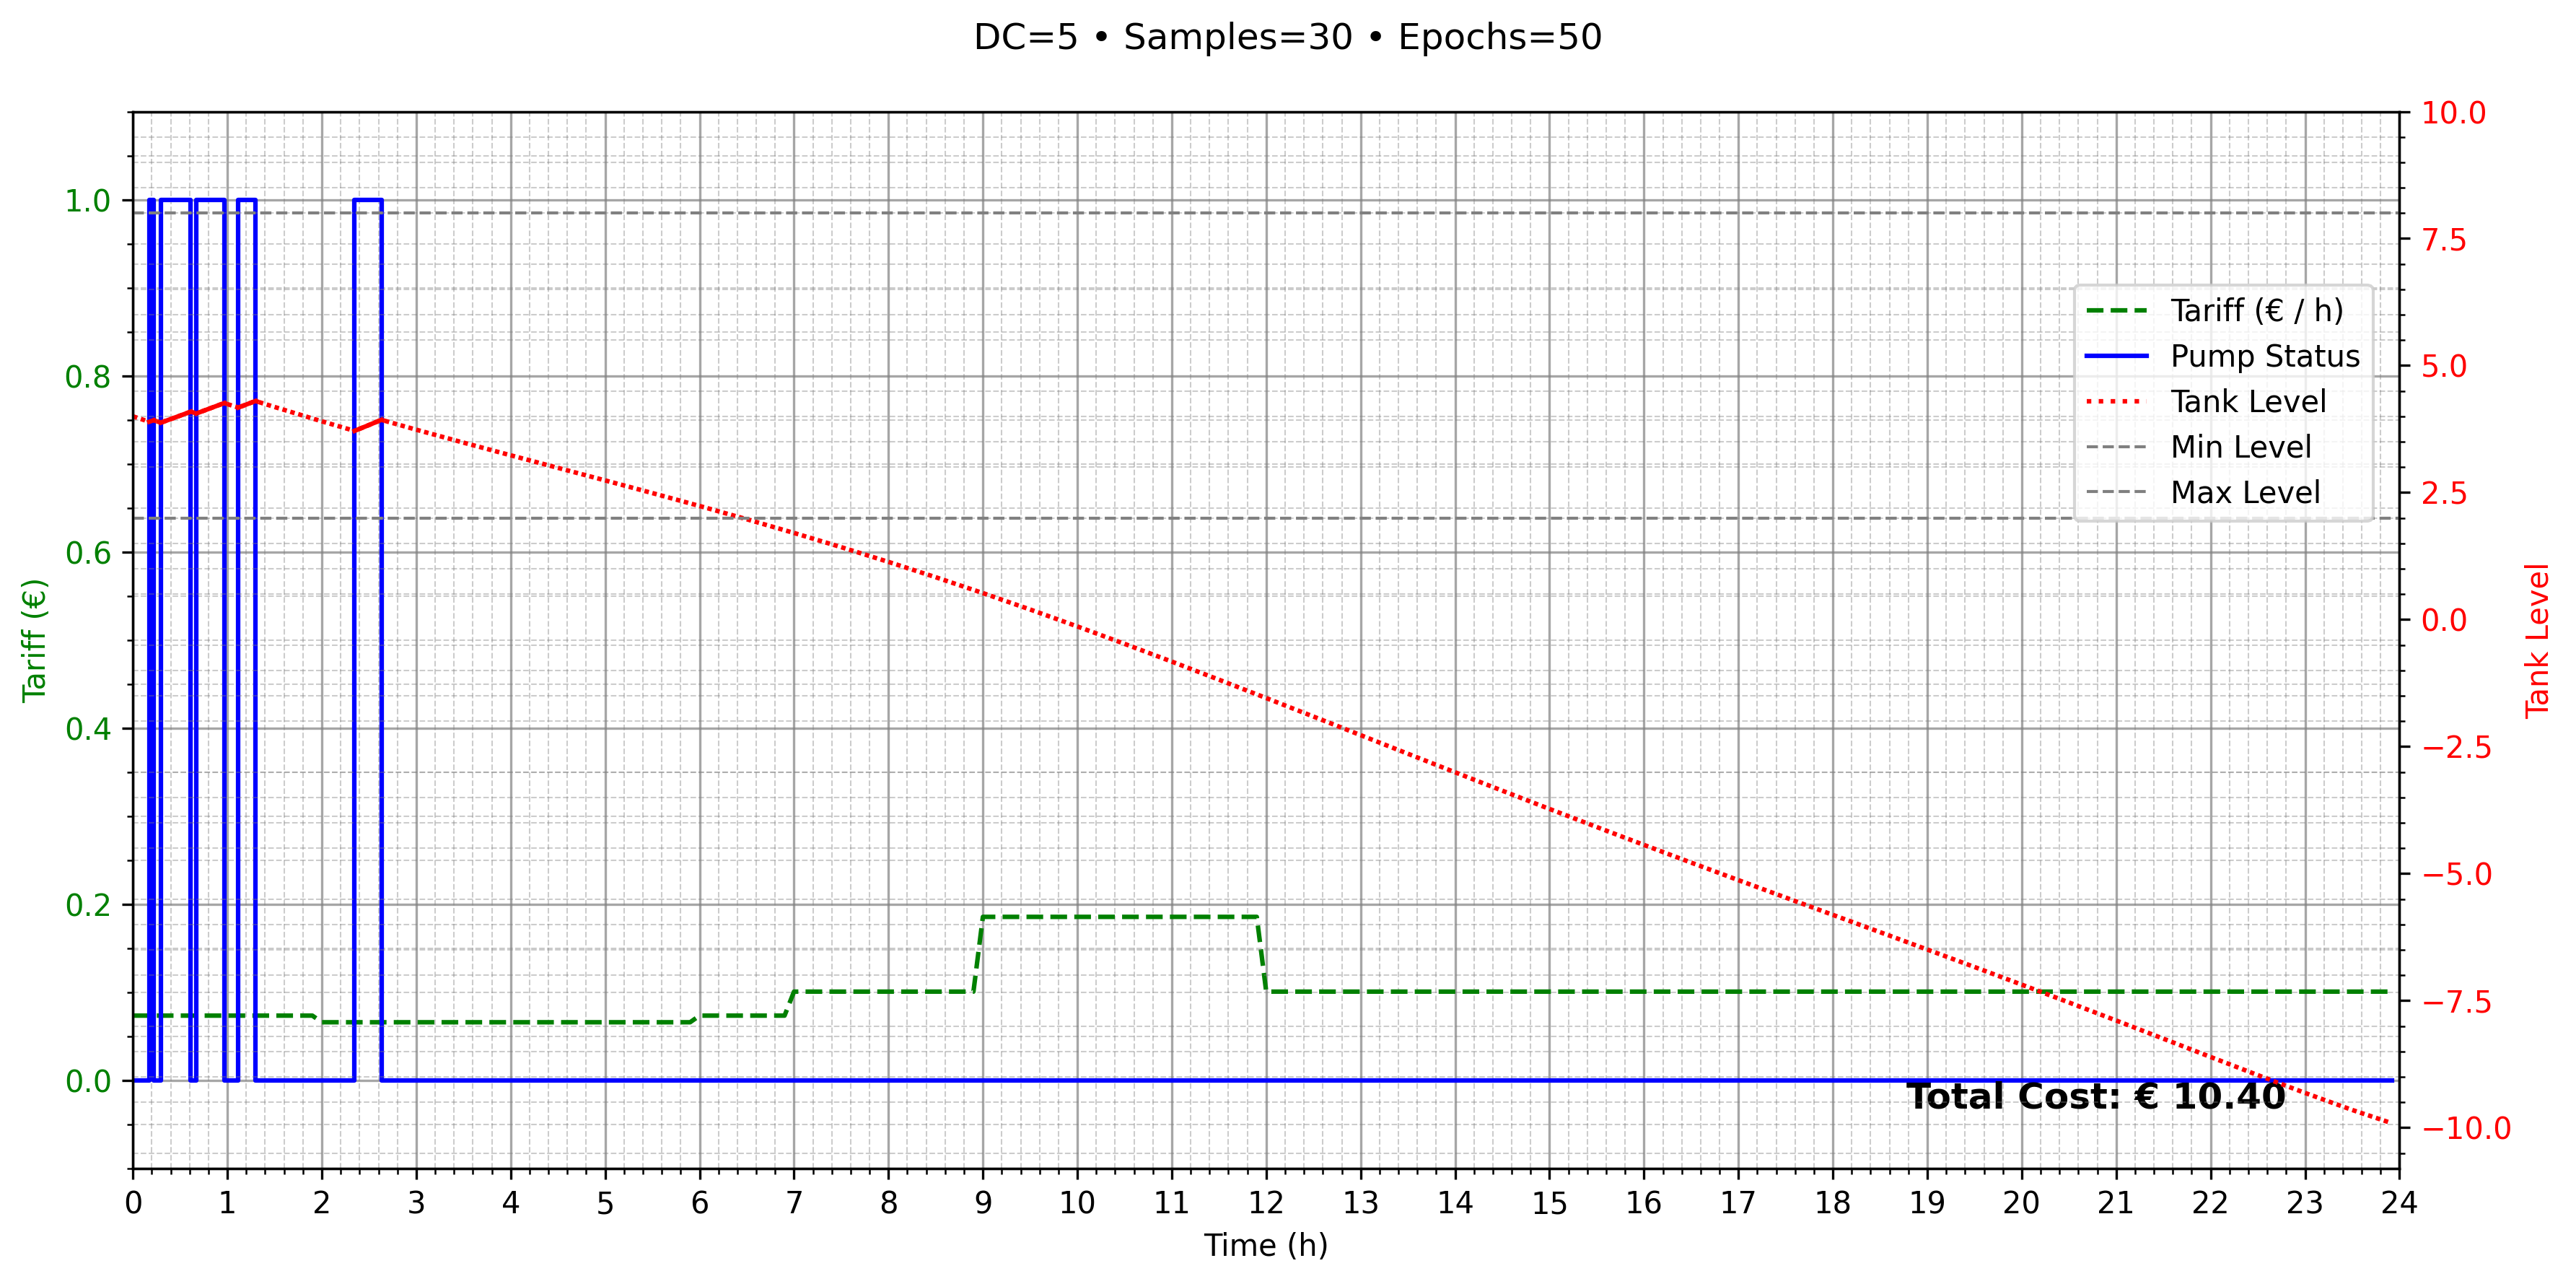 DC=5 • Samples=30 • Epochs=50
1.0
0.8
0.6
0.4
0.2
0.0
Tariff (€)
10.0
7.5
5.0
2.5
0.0
−2.5
−5.0
−7.5
−10.0
Tank Level
Tariff (€ / h)
Pump Status
Tank Level
Min Level
Max Level
Total Cost: € 10.40
0 1 2 3 4 5 6 7 8 9 10 11 12 13 14 15 16 17 18 19 20 21 22 23 24
Time (h)